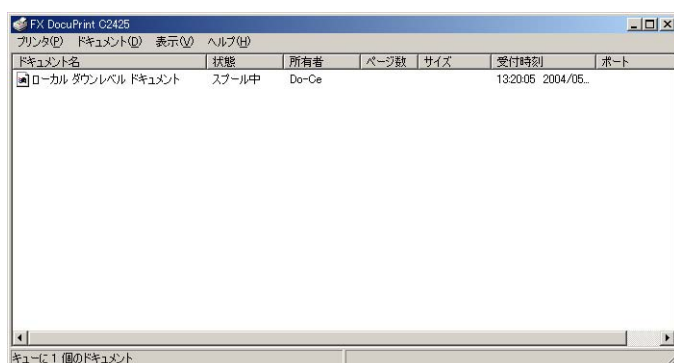 FX DocuPrint C2425
プリンタ(P) ドキュメント(D) 表示(V) ヘルプ(H)
ドキュメント名 状態 所有者 ページ数 サイズ 受付時刻 ポート
ローカル ダウンレベル ドキュメント スプール中 Do-Ce 13:20:05 2004/05...
キューに 1 個のドキュメント